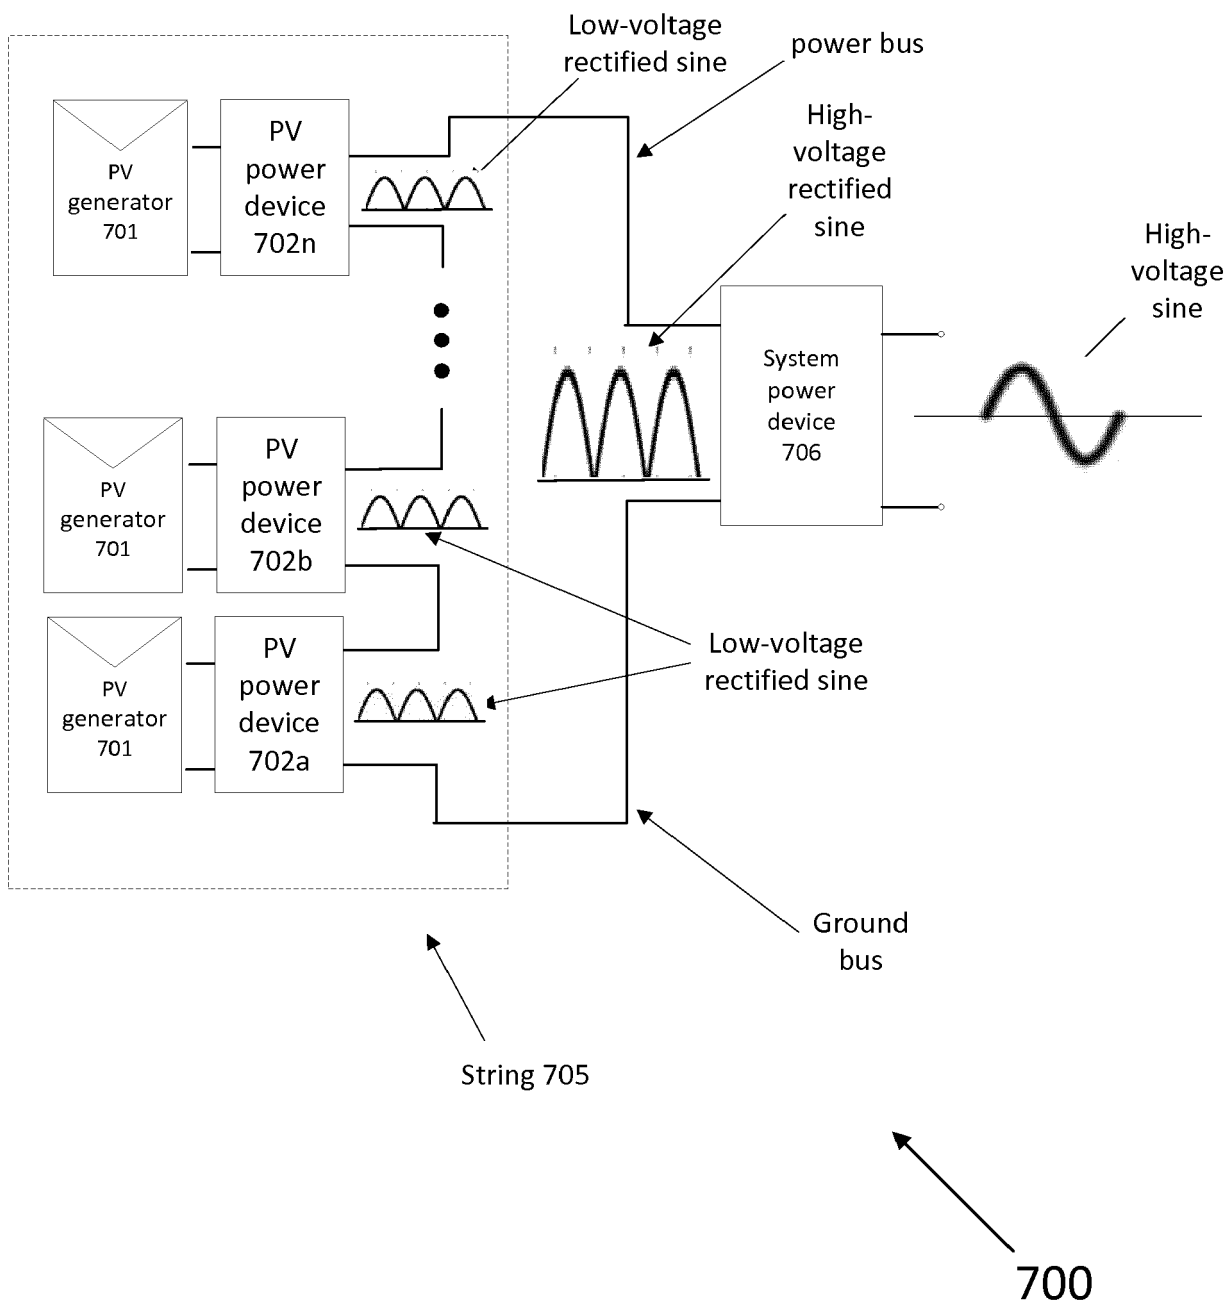 Low-voltage
rectified sine
power bus
High-
voltage
rectified
sine
High-
voltage
sine
PV
generator
701
PV
power
device
702n
System
power
device
706
PV
generator
701
PV
power
device
702b
PV
generator
701
PV
power
device
702a
Low-voltage
rectified sine
Ground
bus
String 705
700